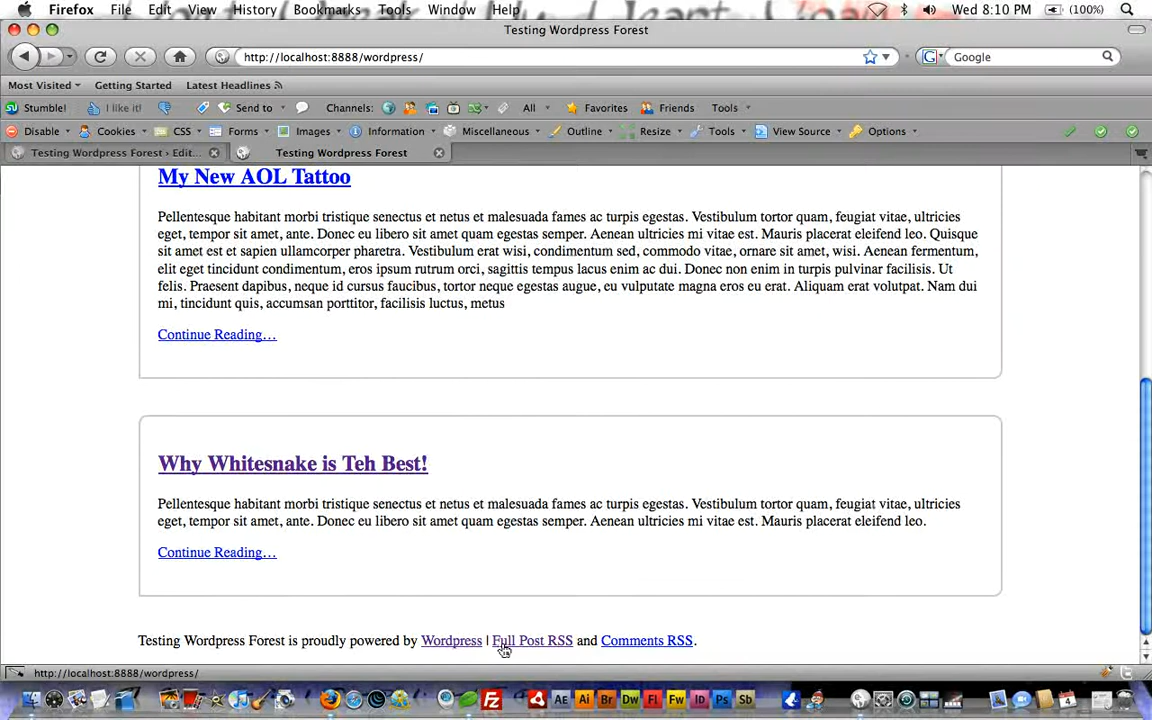 Firefox File Edit View History Bookmarks Tools Window Help Wed 8:10 PM (100%)
Testing Wordpress Forest
http://localhost:8888/wordpress/ Google
Most Visited Getting Started Latest Headlines
Stumble! I like it! Send to Channels: All Favorites Friends Tools
Disable Cookies CSS Forms Images Information Miscellaneous Outline Resize Tools View Source Options
Testing Wordpress Forest › Edit... Testing Wordpress Forest
My New AOL Tattoo
Pellentesque habitant morbi tristique senectus et netus et malesuada fames ac turpis egestas. Vestibulum tortor quam, feugiat vitae, ultricies
eget, tempor sit amet, ante. Donec eu libero sit amet quam egestas semper. Aenean ultricies mi vitae est. Mauris placerat eleifend leo. Quisque
sit amet est et sapien ullamcorper pharetra. Vestibulum erat wisi, condimentum sed, commodo vitae, ornare sit amet, wisi. Aenean fermentum,
elit eget tincidunt condimentum, eros ipsum rutrum orci, sagittis tempus lacus enim ac dui. Donec non enim in turpis pulvinar facilisis. Ut
felis. Praesent dapibus, neque id cursus faucibus, tortor neque egestas augue, eu vulputate magna eros eu erat. Aliquam erat volutpat. Nam dui
mi, tincidunt quis, accumsan porttitor, facilisis luctus, metus
Continue Reading…
Why Whitesnake is Teh Best!
Pellentesque habitant morbi tristique senectus et netus et malesuada fames ac turpis egestas. Vestibulum tortor quam, feugiat vitae, ultricies
eget, tempor sit amet, ante. Donec eu libero sit amet quam egestas semper. Aenean ultricies mi vitae est. Mauris placerat eleifend leo.
Continue Reading…
Testing Wordpress Forest is proudly powered by Wordpress | Full Post RSS and Comments RSS.
http://localhost:8888/wordpress/
Fz AE Ai Br Dw Fl Fw Id Ps Sb